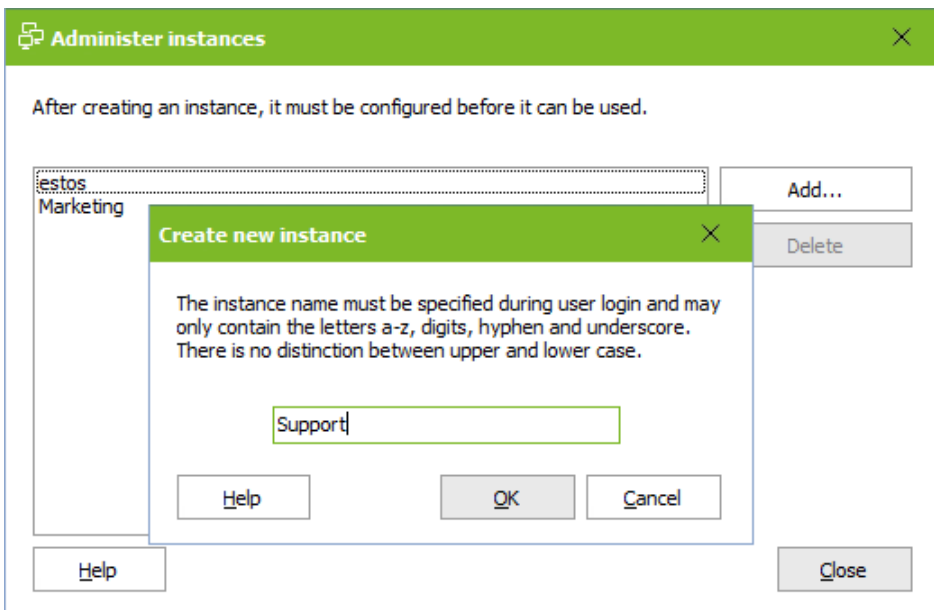 Administer instances
After creating an instance, it must be configured before it can be used.
estos
Marketing
Add...
Delete
Create new instance
The instance name must be specified during user login and may
only contain the letters a-z, digits, hyphen and underscore.
There is no distinction between upper and lower case.
Support
Help
OK
Cancel
Help
Close